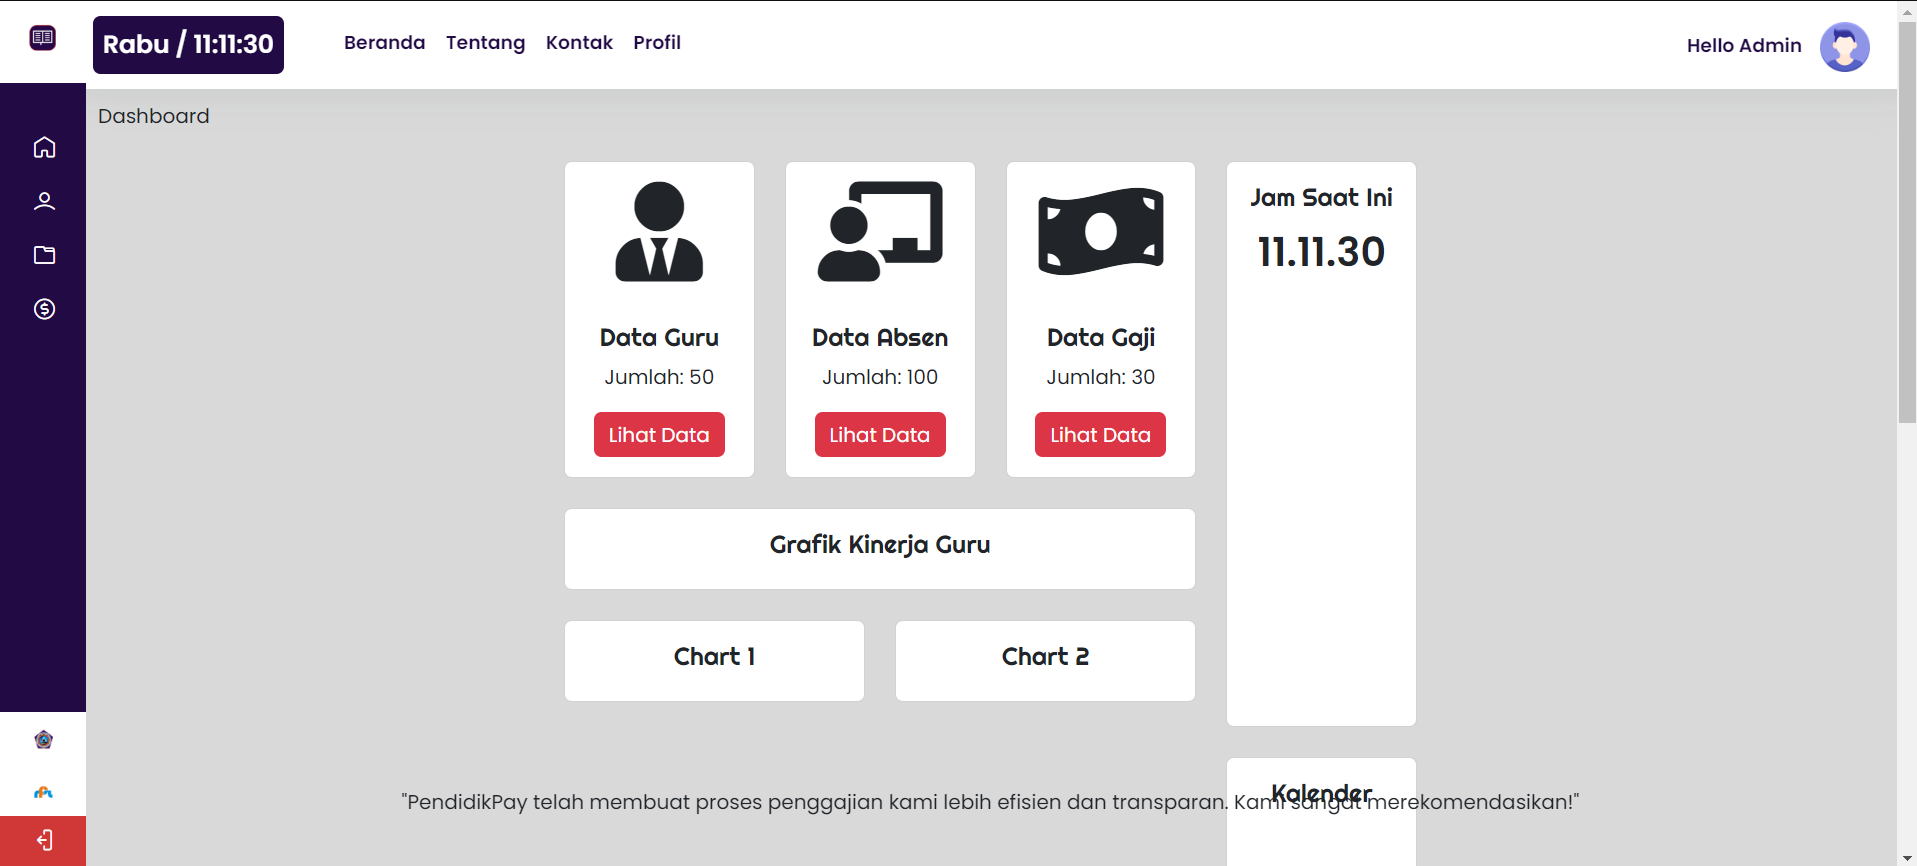 Rabu / 11:11:30
Beranda
Tentang
Kontak
Profil
Hello Admin
Dashboard
Data Guru
Jumlah: 50
Lihat Data
Data Absen
Jumlah: 100
Lihat Data
Data Gaji
Jumlah: 30
Lihat Data
Jam Saat Ini
11.11.30
Grafik Kinerja Guru
Chart 1
Chart 2
Kalender
"PendidikPay telah membuat proses penggajian kami lebih efisien dan transparan. Kami sangat merekomendasikan!"